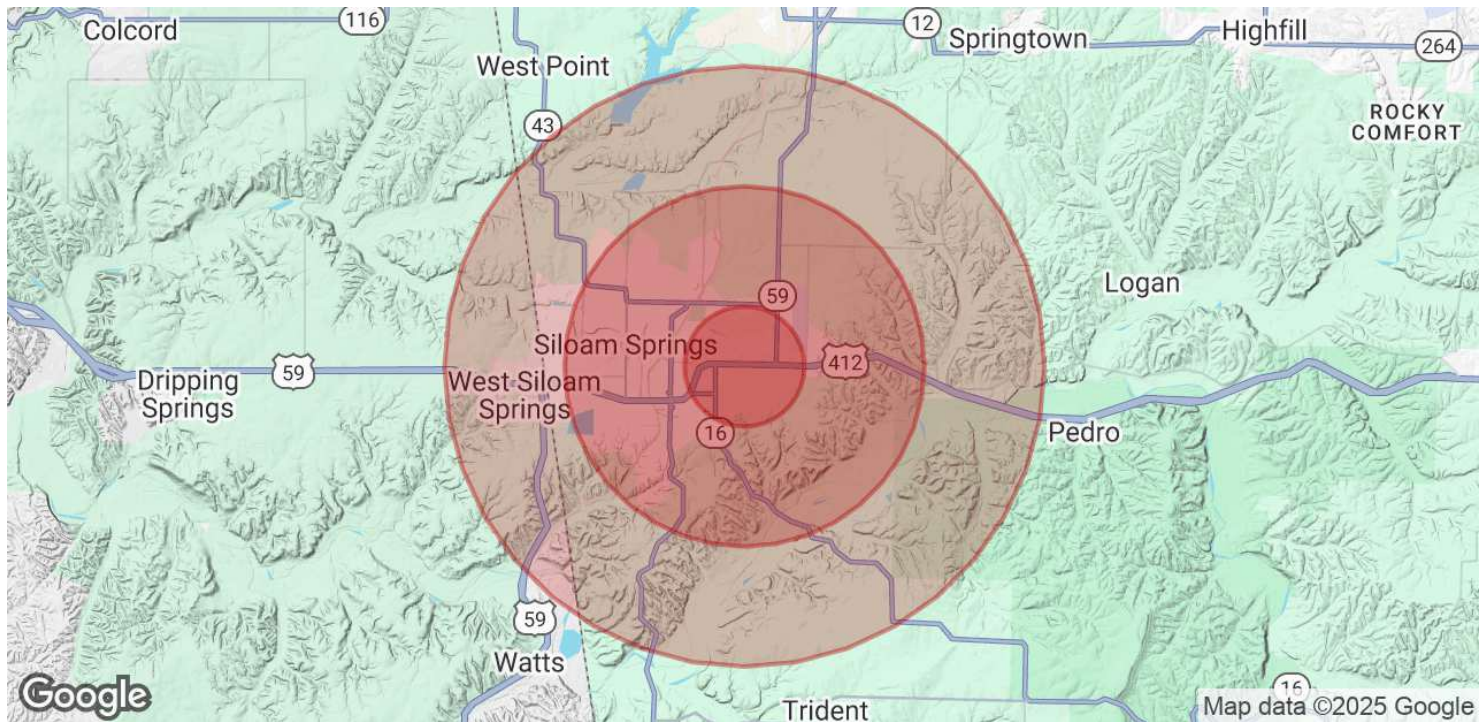 Colcord
116
12
Springtown
Highfill
264
West Point
43
ROCKY
COMFORT
Logan
59
Siloam Springs
412
59
Dripping
Springs
West Siloam
Springs
16
Pedro
59
Watts
16
Trident
Google
Map data ©2025 Google